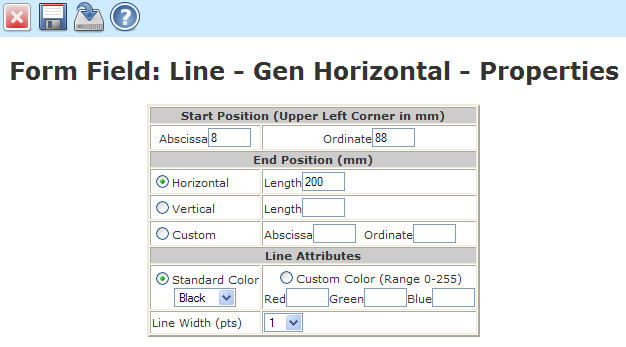 ?
Form Field: Line - Gen Horizontal - Properties
Start Position (Upper Left Corner in mm)
Abscissa 8 Ordinate 88
End Position (mm)
Horizontal Length 200
Vertical Length
Custom Abscissa Ordinate
Line Attributes
Standard Color Custom Color (Range 0-255)
Black Red Green Blue
Line Width (pts) 1